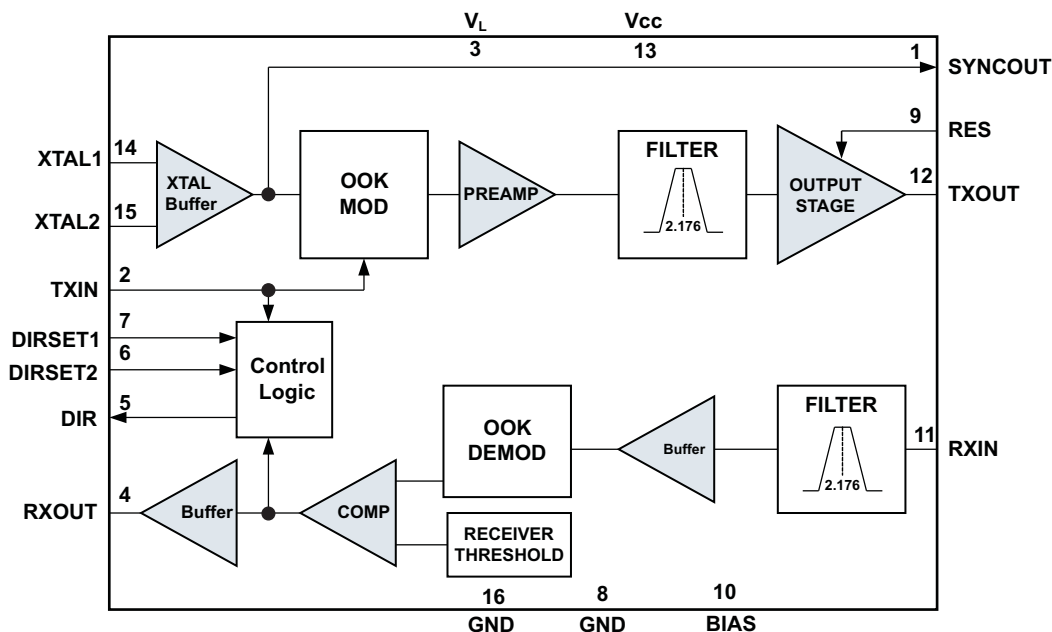 VL Vcc
3 13 1
SYNCOUT
9
RES
XTAL1 14
XTAL Buffer
XTAL2 15
OOK MOD
PREAMP
FILTER
2.176
OUTPUT STAGE
12
TXOUT
TXIN 2
DIRSET1 7
DIRSET2 6
DIR 5
Control Logic
RXOUT 4
Buffer
COMP
OOK DEMOD
RECEIVER THRESHOLD
Buffer
FILTER
2.176
11
RXIN
16 8 10
GND GND BIAS